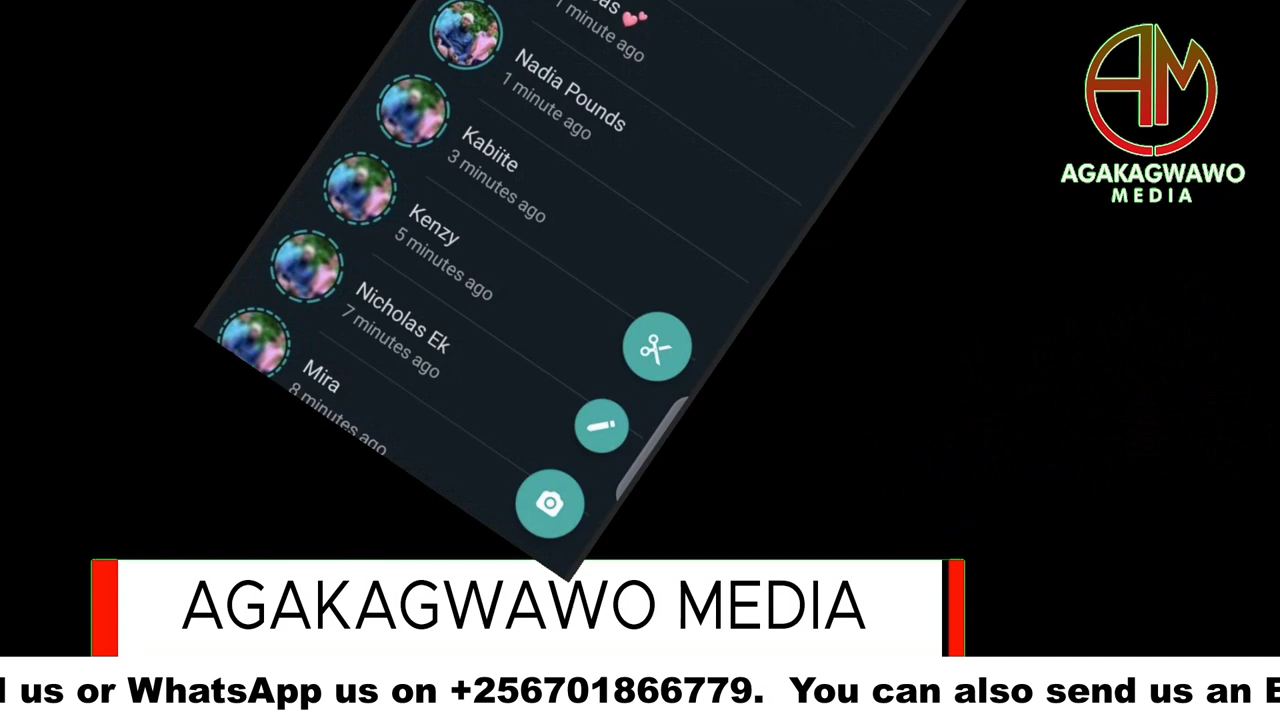 1 minute ago
Nadia Pounds
1 minute ago
Kabiite
3 minutes ago
Kenzy
5 minutes ago
Nicholas Ek
7 minutes ago
Mira
8 minutes ago
AM
AGAKAGWAWO
MEDIA
AGAKAGWAWO MEDIA
us or WhatsApp us on +256701866779. You can also send us an